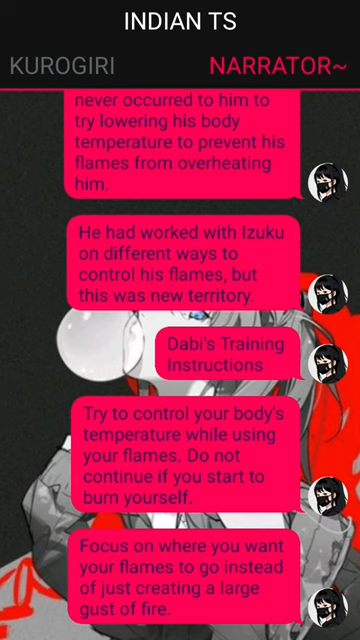 INDIAN TS
KUROGIRI NARRATOR~
never occurred to him to
try lowering his body
temperature to prevent his
flames from overheating
him.
He had worked with Izuku
on different ways to
control his flames, but
this was new territory.
Dabi's Training
Instructions
Try to control your body's
temperature while using
your flames. Do not
continue if you start to
burn yourself.
Focus on where you want
your flames to go instead
of just creating a large
gust of fire.